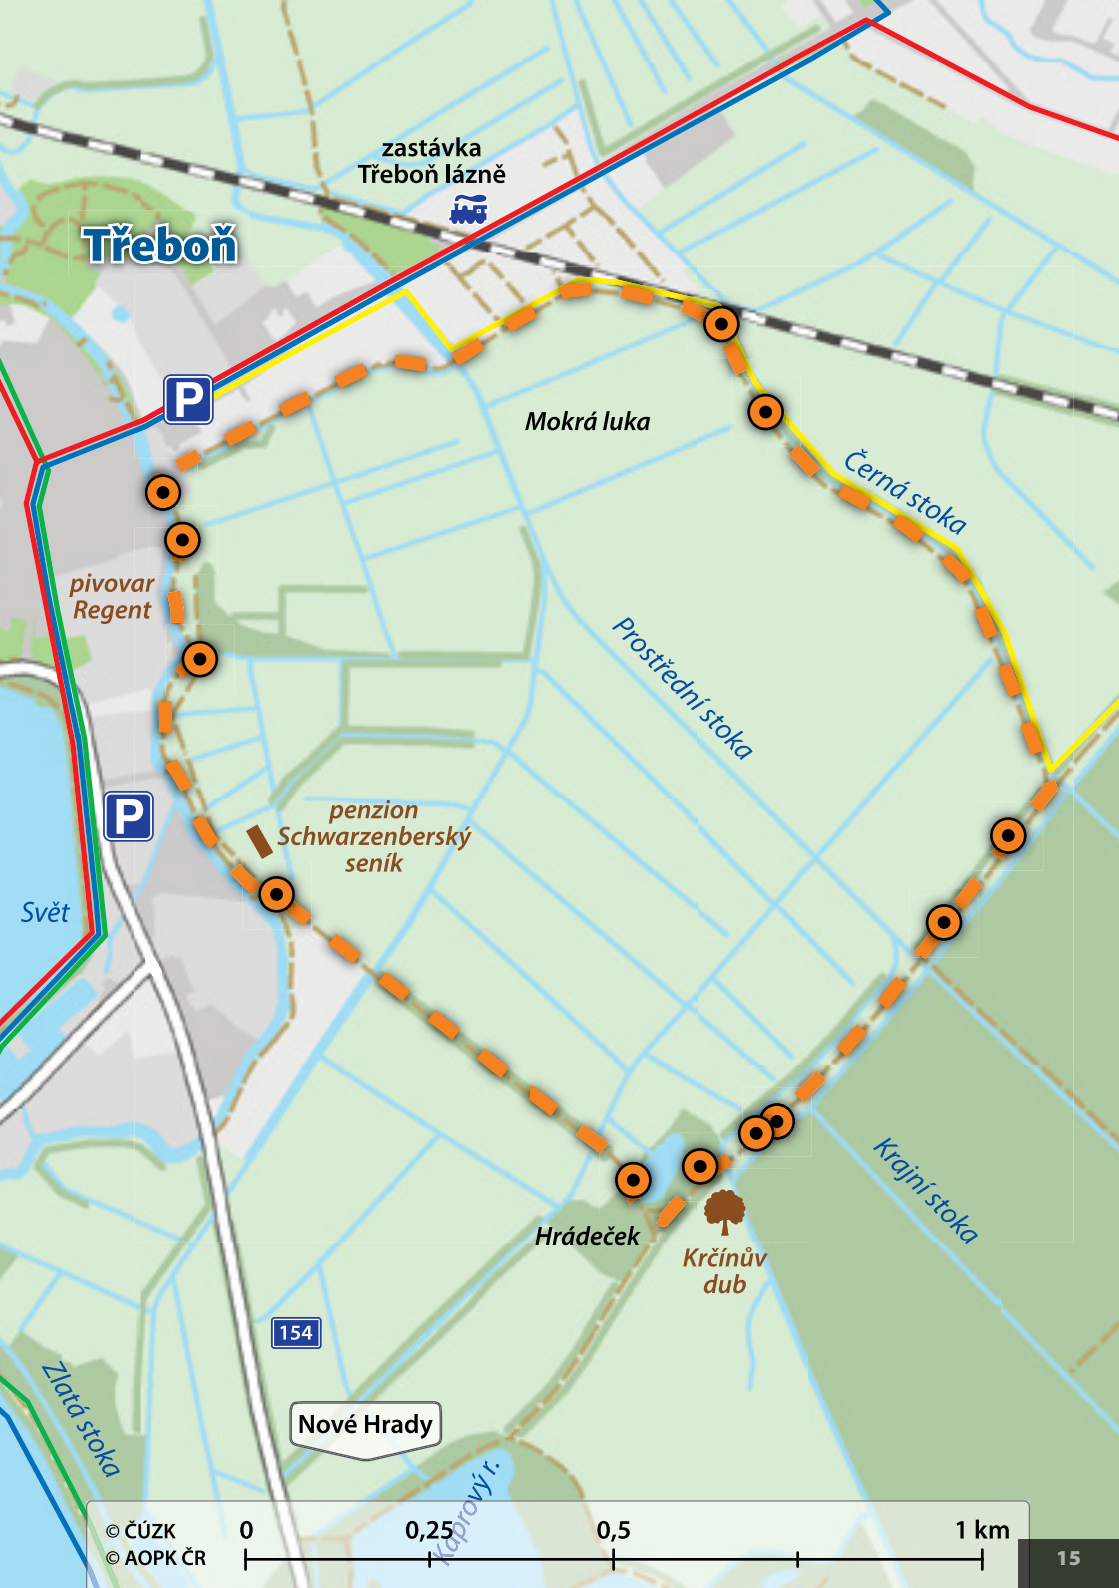 zastávka
Třeboň lázně
Třeboň
P
Mokrá luka
Černá stoka
pivovar
Regent
Prostřední stoka
penzion
Schwarzenberský
seník
P
Svět
Krajní stoka
Hrádeček
Krčínův
dub
154
Zlatá stoka
Nové Hrady
Kaprový r.
© ČÚZK
© AOPK ČR
0 0,25 0,5 1 km
15